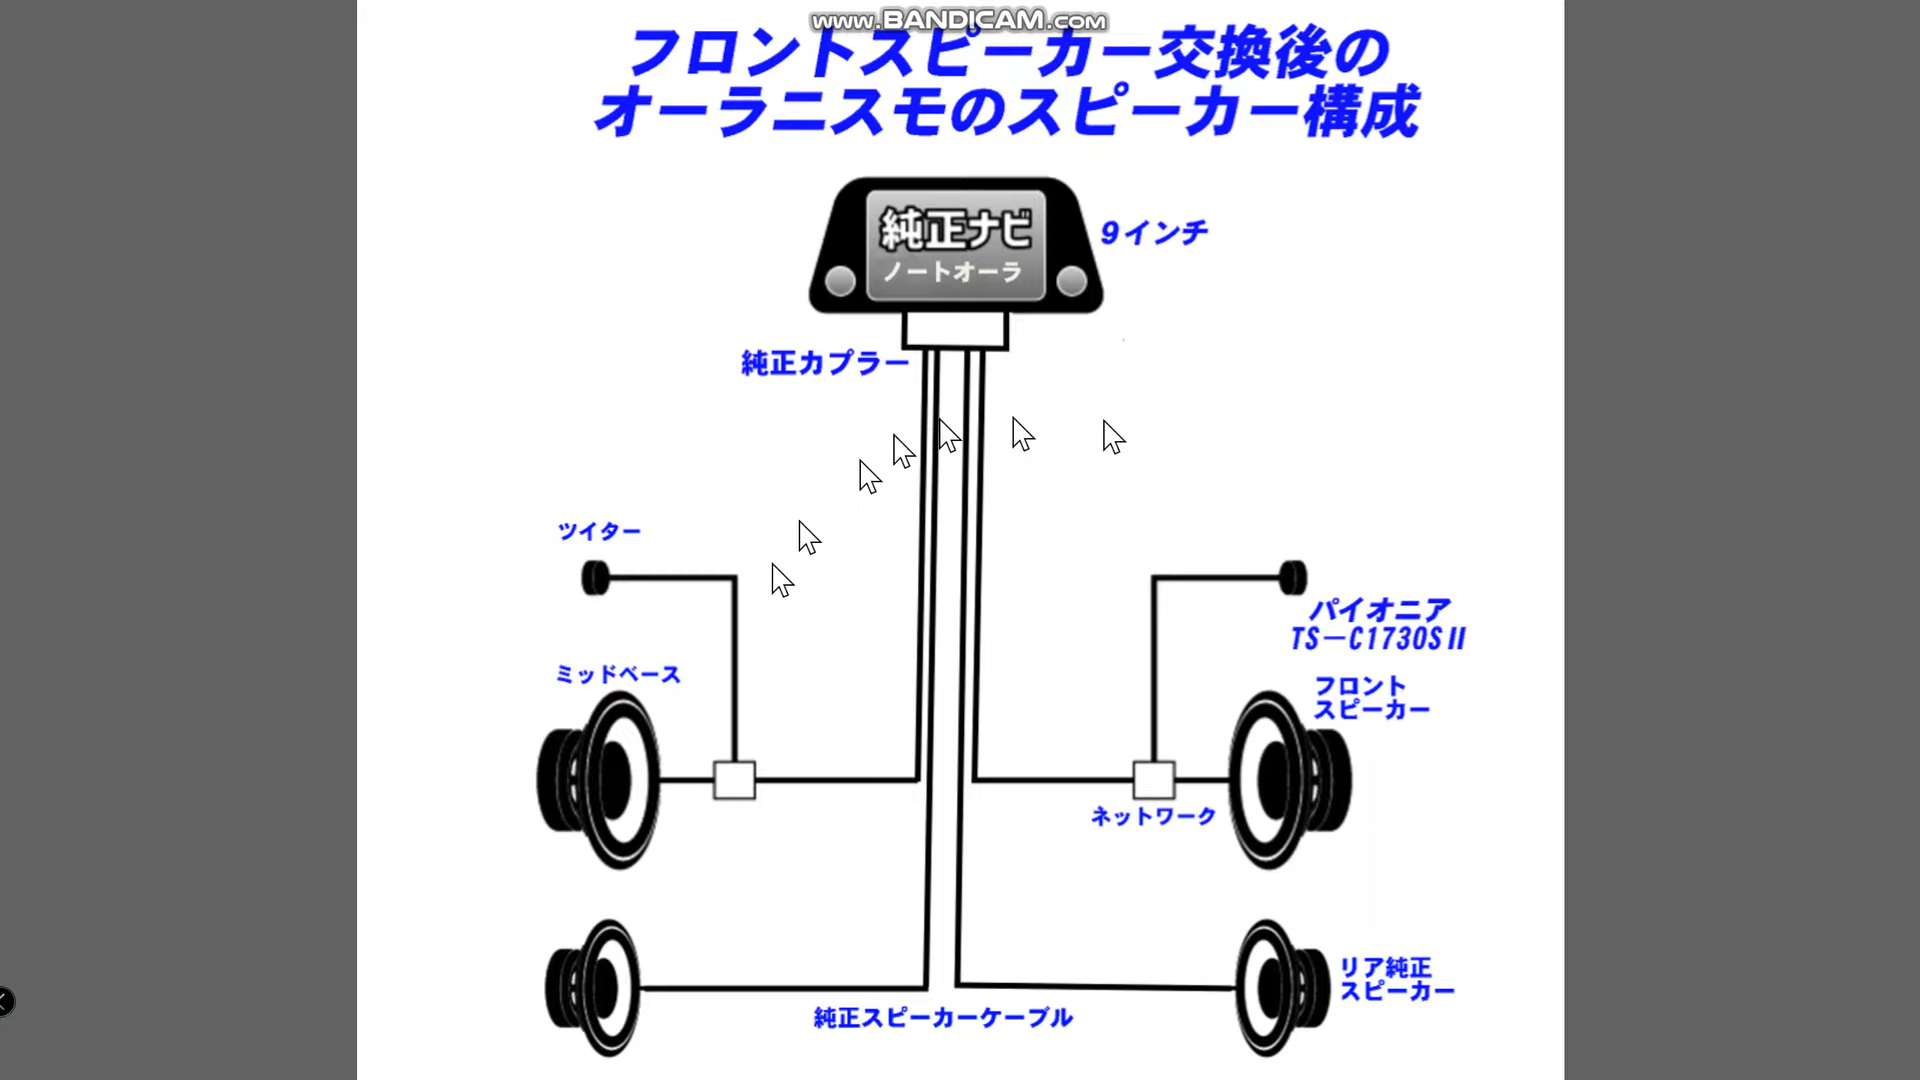 www.BANDICAM.com
フロントスピーカー交換後の
オーラニスモのスピーカー構成
純正ナビ
ノートオーラ
9インチ
純正カプラー
ツイター
パイオニア
TS－C1730SⅡ
ミッドベース
フロント
スピーカー
ネットワーク
リア純正
スピーカー
純正スピーカーケーブル